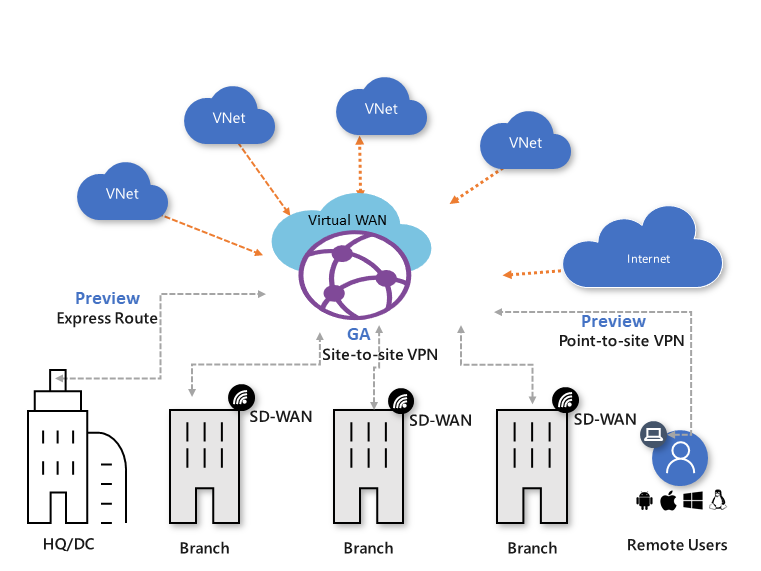 VNet
VNet
VNet
VNet
Virtual WAN
Internet
Preview
Express Route
GA
Site-to-site VPN
Preview
Point-to-site VPN
SD-WAN
SD-WAN
SD-WAN
HQ/DC
Branch
Branch
Branch
Remote Users